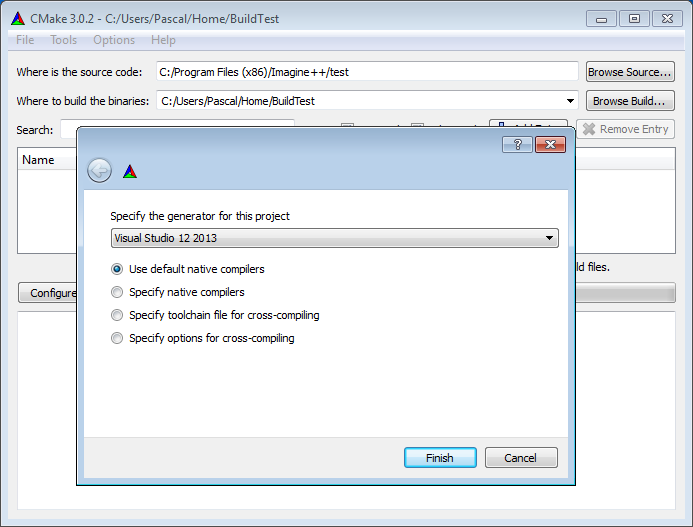 CMake 3.0.2 - C:/Users/Pascal/Home/BuildTest
File Tools Options Help
Where is the source code: C:/Program Files (x86)/Imagine++/test Browse Source...
Where to build the binaries: C:/Users/Pascal/Home/BuildTest Browse Build...
Search: Remove Entry
Name
?
Specify the generator for this project
Visual Studio 12 2013
Use default native compilers
ld files.
Configure
Specify native compilers
Specify toolchain file for cross-compiling
Specify options for cross-compiling
Finish Cancel